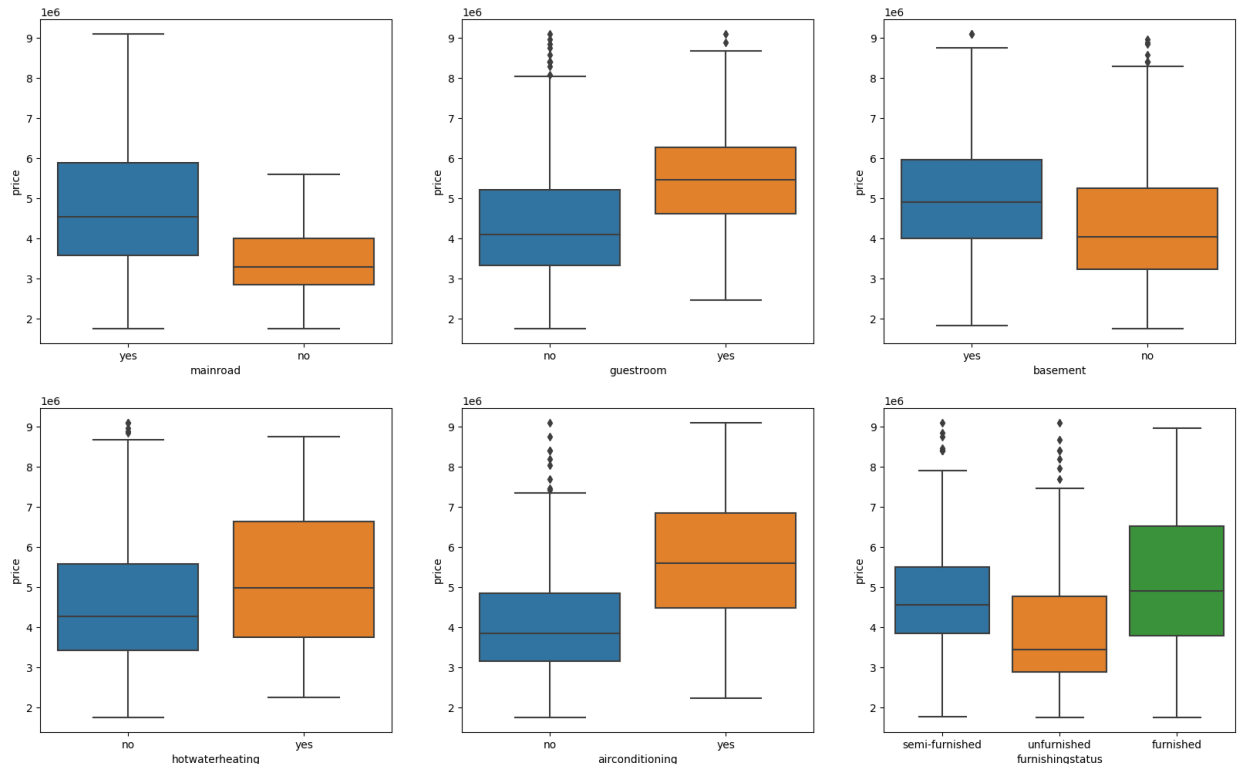 1e6
9
8
7
6
5
4
3
2
price
yes no
mainroad
1e6
9
8
7
6
5
4
3
2
price
no yes
guestroom
1e6
9
8
7
6
5
4
3
2
price
yes no
basement
1e6
9
8
7
6
5
4
3
2
price
no yes
hotwaterheating
1e6
9
8
7
6
5
4
3
2
price
no yes
airconditioning
1e6
9
8
7
6
5
4
3
2
price
semi-furnished unfurnished furnished
furnishingstatus